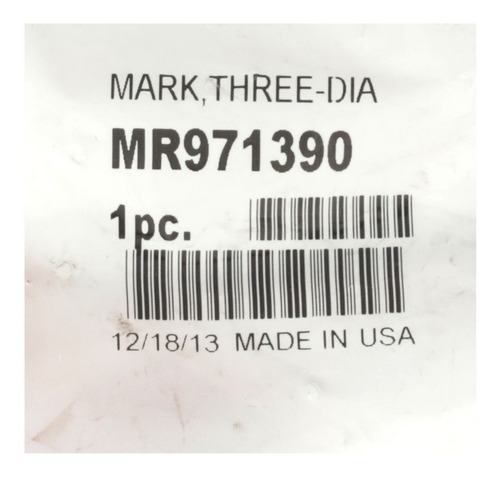 MARK,THREE-DIA
MR971390
1pc.
12/18/13 MADE IN USA